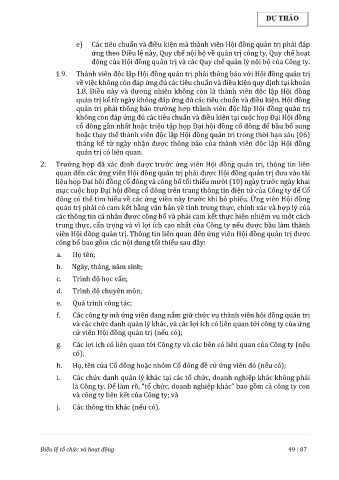 DỰ THẢO
e) Các tiêu chuẩn và điều kiện mà thành viên Hội đồng quản trị phải đáp
ứng theo Điều lệ này, Quy chế nội bộ về quản trị công ty, Quy chế hoạt
động của Hội đồng quản trị và các Quy chế quản lý nội bộ của Công ty.
1.9. Thành viên độc lập Hội đồng quản trị phải thông báo với Hội đồng quản trị
về việc không còn đáp ứng đủ các tiêu chuẩn và điều kiện quy định tại khoản
1.8, Điều này và đương nhiên không còn là thành viên độc lập Hội đồng
quản trị kể từ ngày không đáp ứng đủ các tiêu chuẩn và điều kiện. Hội đồng
quản trị phải thông báo trường hợp thành viên độc lập Hội đồng quản trị
không còn đáp ứng đủ các tiêu chuẩn và điều kiện tại cuộc họp Đại Hội đồng
cổ đông gần nhất hoặc triệu tập họp Đại hội đồng cổ đông để bầu bổ sung
hoặc thay thế thành viên độc lập Hội đồng quản trị trong thời hạn sáu (06)
tháng kể từ ngày nhận được thông báo của thành viên độc lập Hội đồng
quản trị có liên quan.
2. Trường hợp đã xác định được trước ứng viên Hội đồng quản trị, thông tin liên
quan đến các ứng viên Hội đồng quản trị phải được Hội đồng quản trị đưa vào tài
liệu họp Đại hội đồng cổ đông và công bố tối thiểu mười (10) ngày trước ngày khai
mạc cuộc họp Đại hội đồng cổ đông trên trang thông tin điện tử của Công ty để Cổ
đông có thể tìm hiểu về các ứng viên này trước khi bỏ phiếu. Ứng viên Hội đồng
quản trị phải có cam kết bằng văn bản về tính trung thực, chính xác và hợp lý của
các thông tin cá nhân được công bố và phải cam kết thực hiện nhiệm vụ một cách
trung thực, cẩn trọng và vì lợi ích cao nhất của Công ty nếu được bầu làm thành
viên Hội đồng quản trị. Thông tin liên quan đến ứng viên Hội đồng quản trị được
công bố bao gồm các nội dung tối thiểu sau đây:
a. Họ tên;
b. Ngày, tháng, năm sinh;
c. Trình độ học vấn;
d. Trình độ chuyên môn;
e. Quá trình công tác;
f. Các công ty mà ứng viên đang nắm giữ chức vụ thành viên hội đồng quản trị
và các chức danh quản lý khác, và các lợi ích có liên quan tới công ty của ứng
cử viên Hội đồng quản trị (nếu có);
g. Các lợi ích có liên quan tới Công ty và các bên có liên quan của Công ty (nếu
có);
h. Họ, tên của Cổ đông hoặc nhóm Cổ đông đề cử ứng viên đó (nếu có);
i. Các chức danh quản lý khác tại các tổ chức, doanh nghiệp khác không phải
là Công ty. Để làm rõ, "tổ chức, doanh nghiệp khác" bao gồm cả công ty con
và công ty liên kết của Công ty; và
j. Các thông tin khác (nếu có).
Điều lệ tổ chức và hoạt động 49 | 87